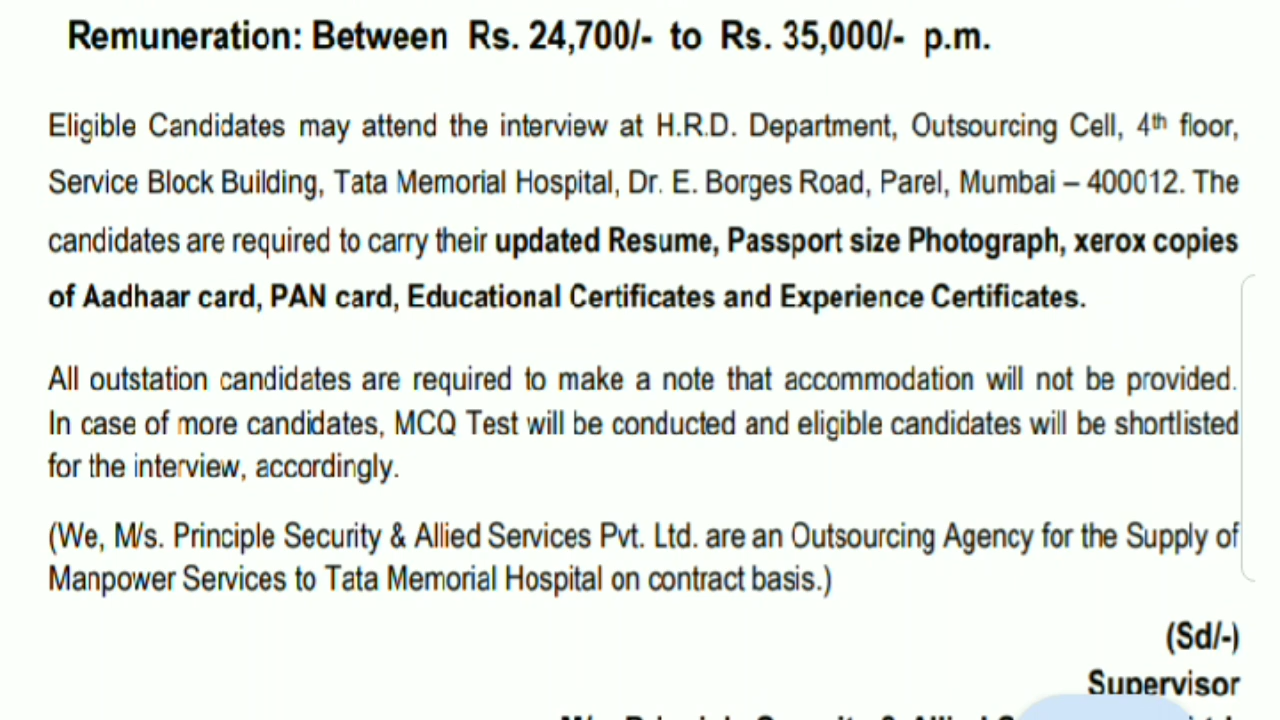 Remuneration: Between Rs. 24,700/- to Rs. 35,000/- p.m.
Eligible Candidates may attend the interview at H.R.D. Department, Outsourcing Cell, 4th floor,
Service Block Building, Tata Memorial Hospital, Dr. E. Borges Road, Parel, Mumbai – 400012. The
candidates are required to carry their updated Resume, Passport size Photograph, xerox copies
of Aadhaar card, PAN card, Educational Certificates and Experience Certificates.
All outstation candidates are required to make a note that accommodation will not be provided.
In case of more candidates, MCQ Test will be conducted and eligible candidates will be shortlisted
for the interview, accordingly.
(We, M/s. Principle Security & Allied Services Pvt. Ltd. are an Outsourcing Agency for the Supply of
Manpower Services to Tata Memorial Hospital on contract basis.)
(Sd/-)
Supervisor